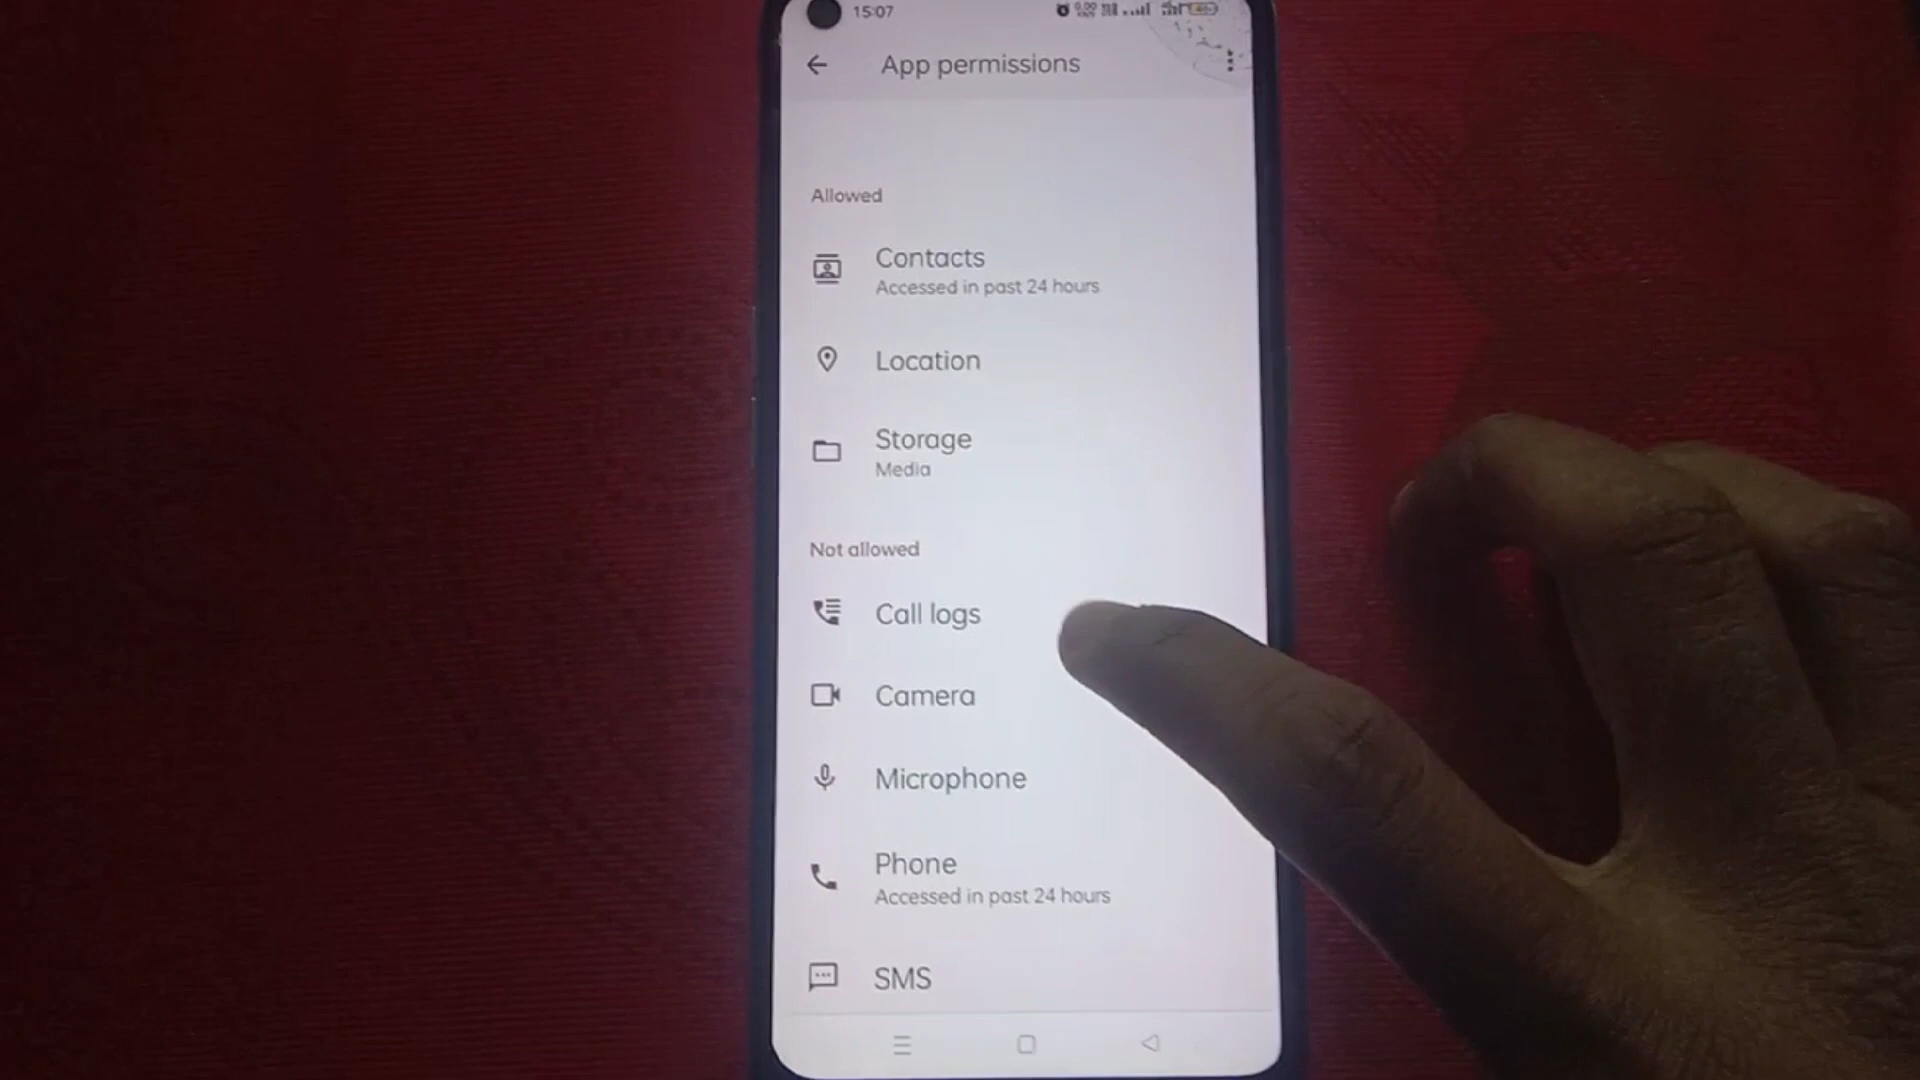 15:07
App permissions
Allowed
Contacts
Accessed in past 24 hours
Location
Storage
Media
Not allowed
Call logs
Camera
Microphone
Phone
Accessed in past 24 hours
SMS